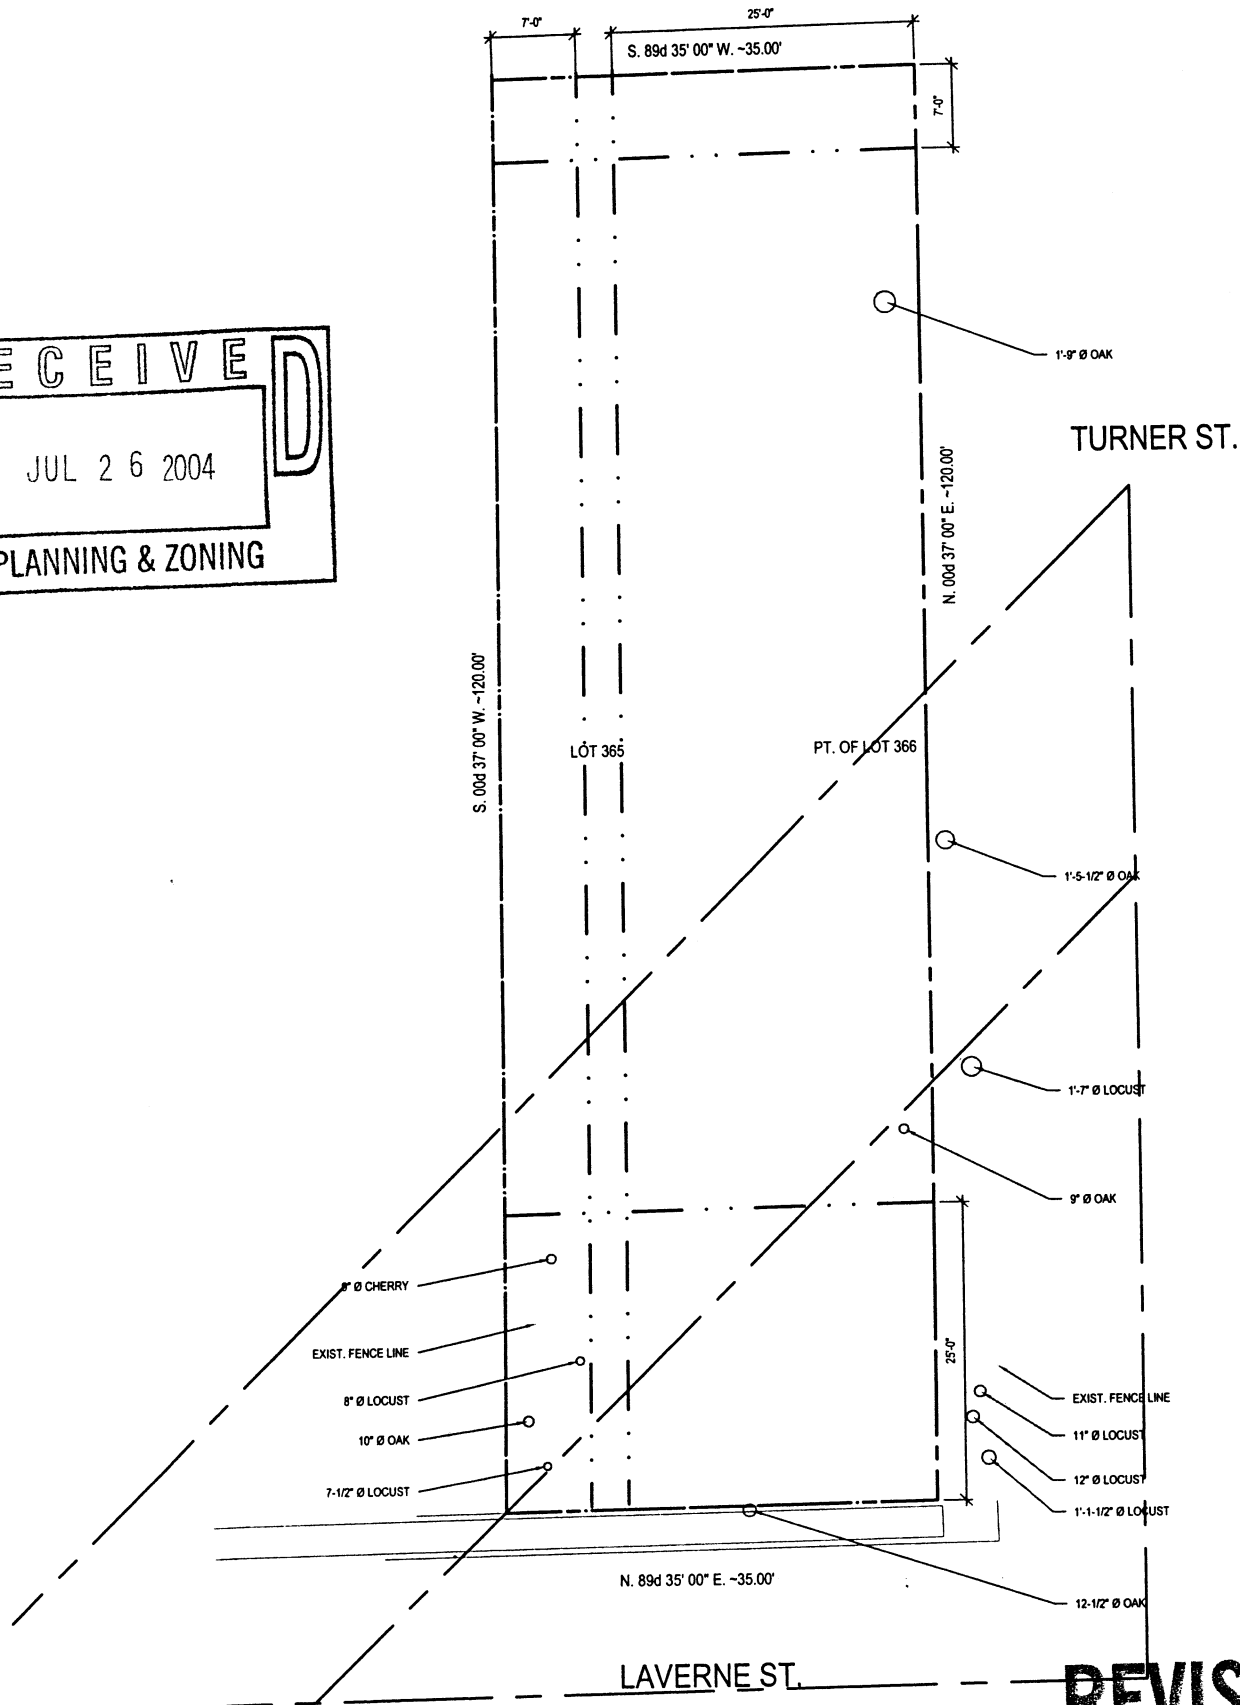 7'-0"
25'-0"
S. 89d 35' 00" W. ~35.00'
7'-0"
ECEIVED
JUL 2 6 2004
PLANNING & ZONING
1'-9" Ø OAK
TURNER ST.
N. 00d 37' 00" E. ~120.00'
S. 00d 37' 00" W. ~120.00'
LOT 365
PT. OF LOT 366
1'-5-1/2" Ø OAK
1'-7" Ø LOCUST
9" Ø OAK
9" Ø CHERRY
EXIST. FENCE LINE
8" Ø LOCUST
10" Ø OAK
7-1/2" Ø LOCUST
25'-0"
EXIST. FENCE LINE
11" Ø LOCUST
12" Ø LOCUST
1'-1-1/2" Ø LOCUST
N. 89d 35' 00" E. ~35.00'
12-1/2" Ø OAK
LAVERNE ST.
REVIS